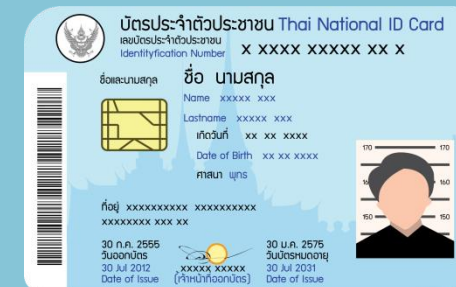 บัตรประจำตัวประชาชน Thai National ID Card
เลขบัตรประจำตัวประชาชน
Identityfication Number X XXXX XXXXX XX X
ชื่อและนามสกุล ชื่อ นามสกุล
Name xxxxx xxx
Lastname xxxxx xxx
เกิดวันที่ xx xx xxxx
Date of Birth xx xx xxxx
ศาสนา พุทธ
170 170
160
150 150
ที่อยู่ xxxxxxxxxx xxxxxxxxxx
xxxxxxxx xxx xx
30 ก.ค. 2555
วันออกบัตร
30 Jul 2012
Date of Issue
xxxxx xxxxx
(เจ้าหน้าที่ออกบัตร)
30 ม.ค. 2575
วันบัตรหมดอายุ
30 Jul 2031
Date of Issue